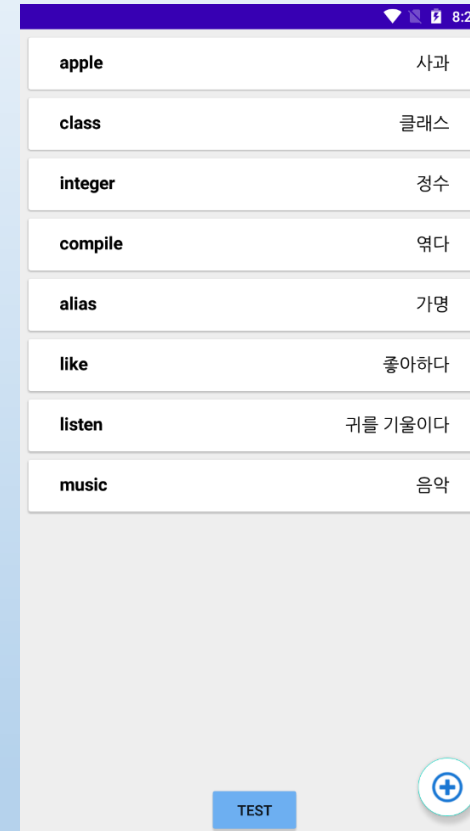 apple 사과
class 클래스
integer 정수
compile 엮다
alias 가명
like 좋아하다
listen 귀를 기울이다
music 음악
TEST